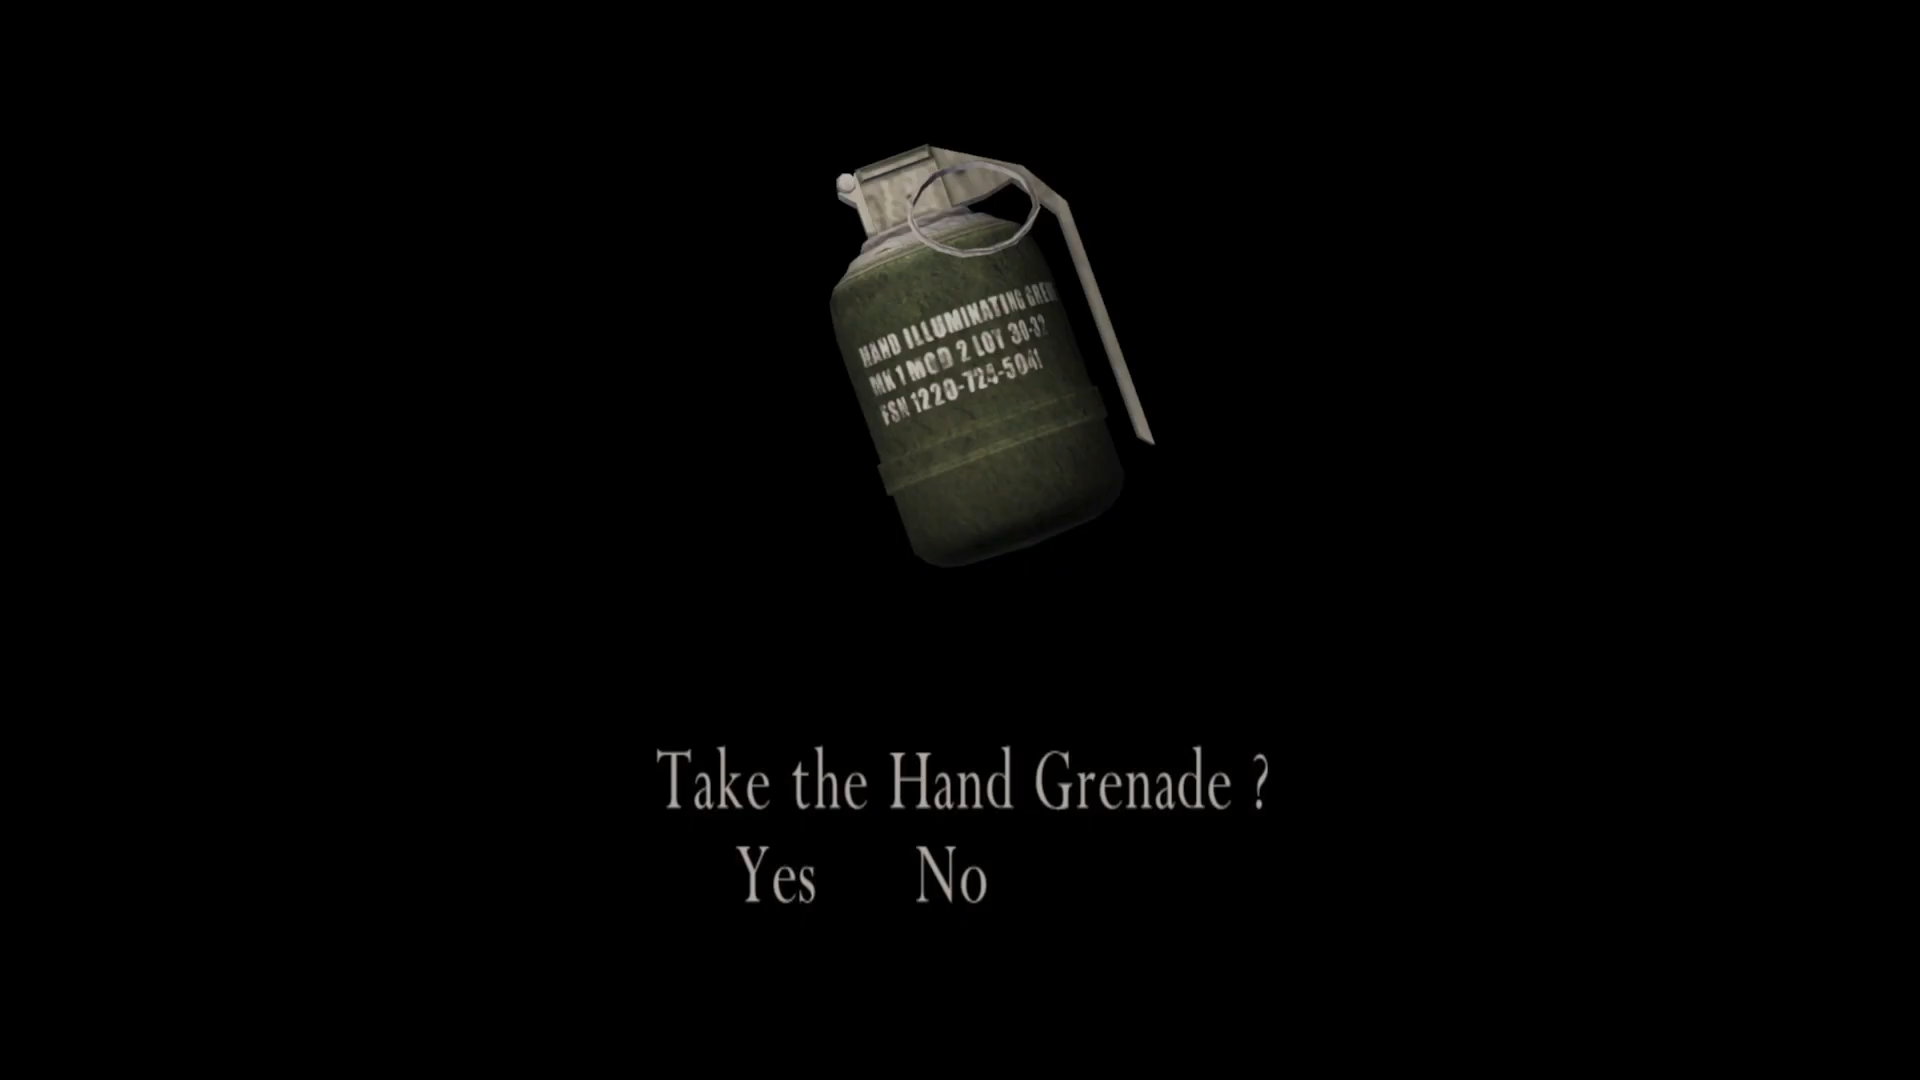 HAND ILLUMINATING GREN
MK 1 MOD 2 LOT 30-32
FSN 1220-724-5041
Take the Hand Grenade ?
Yes No